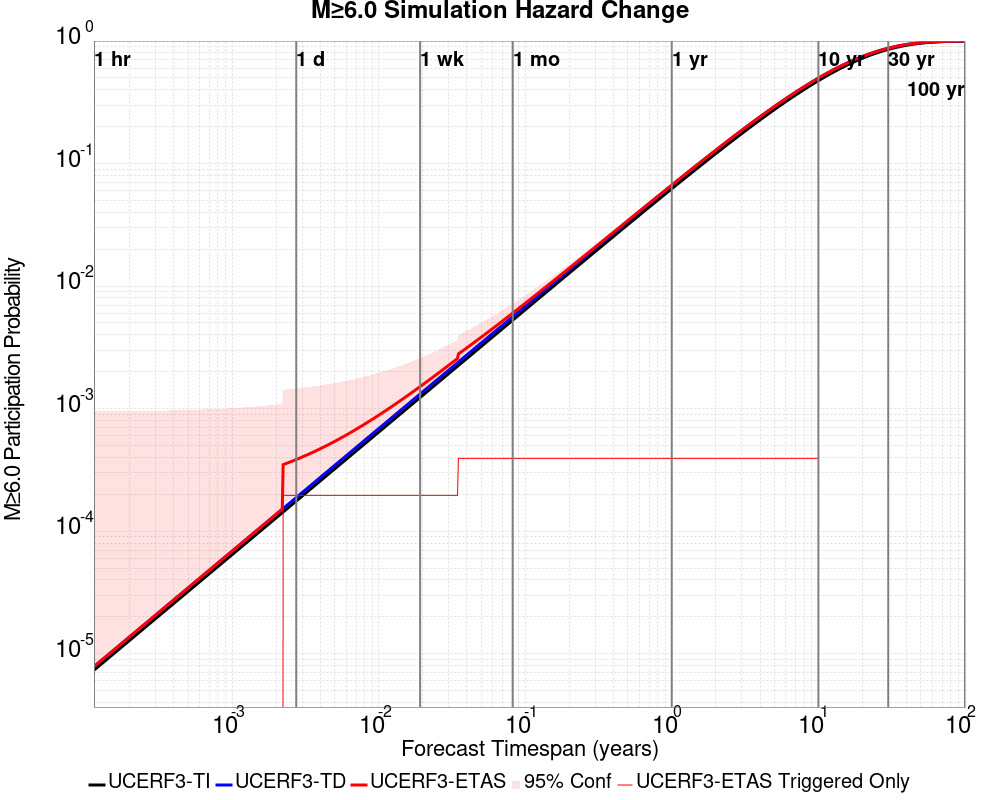 M≥6.0 Simulation Hazard Change
1 hr
1 d
1 wk
1 mo
1 yr
10 yr
30 yr
100 yr
10^0
10^-1
10^-2
10^-3
10^-4
10^-5
M≥6.0 Participation Probability
10^-3
10^-2
10^-1
10^0
10^1
10^2
Forecast Timespan (years)
UCERF3-TI UCERF3-TD UCERF3-ETAS 95% Conf UCERF3-ETAS Triggered Only